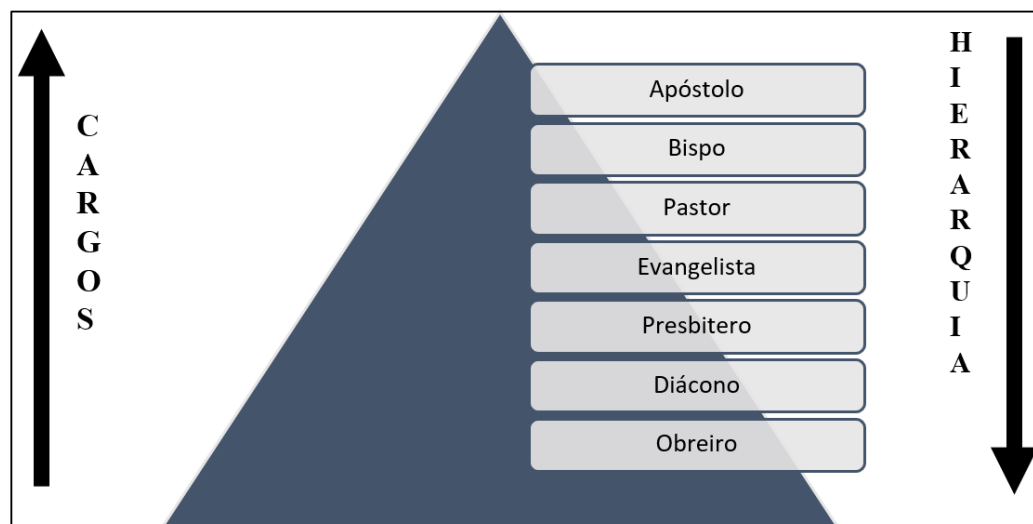 CARGOS
Apóstolo
Bispo
Pastor
Evangelista
Presbitero
Diácono
Obreiro
HIERARQUIA